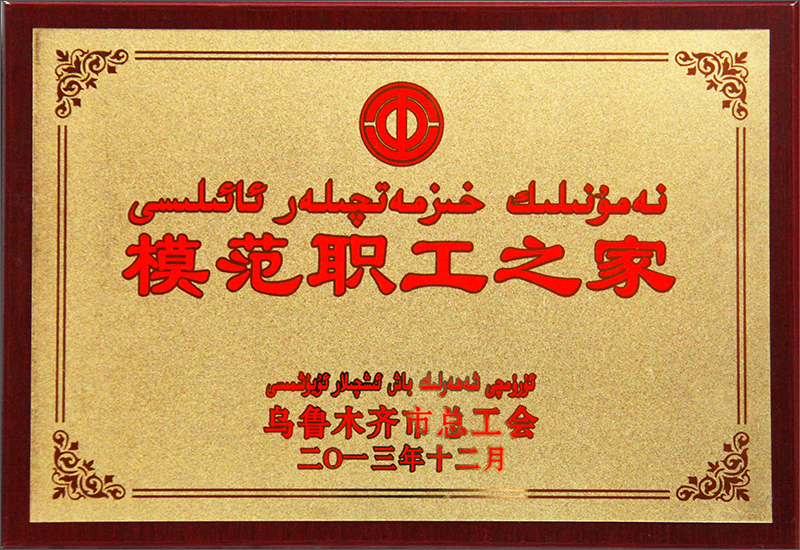 نەمۇنىلىك خىزمەتچىلەر ئائىلىسى
模范职工之家
ئۈرۈمچى شەھەرلىك باش ئىشچىلار ئۇيۇشمىسى
乌鲁木齐市总工会
二〇一三年十二月